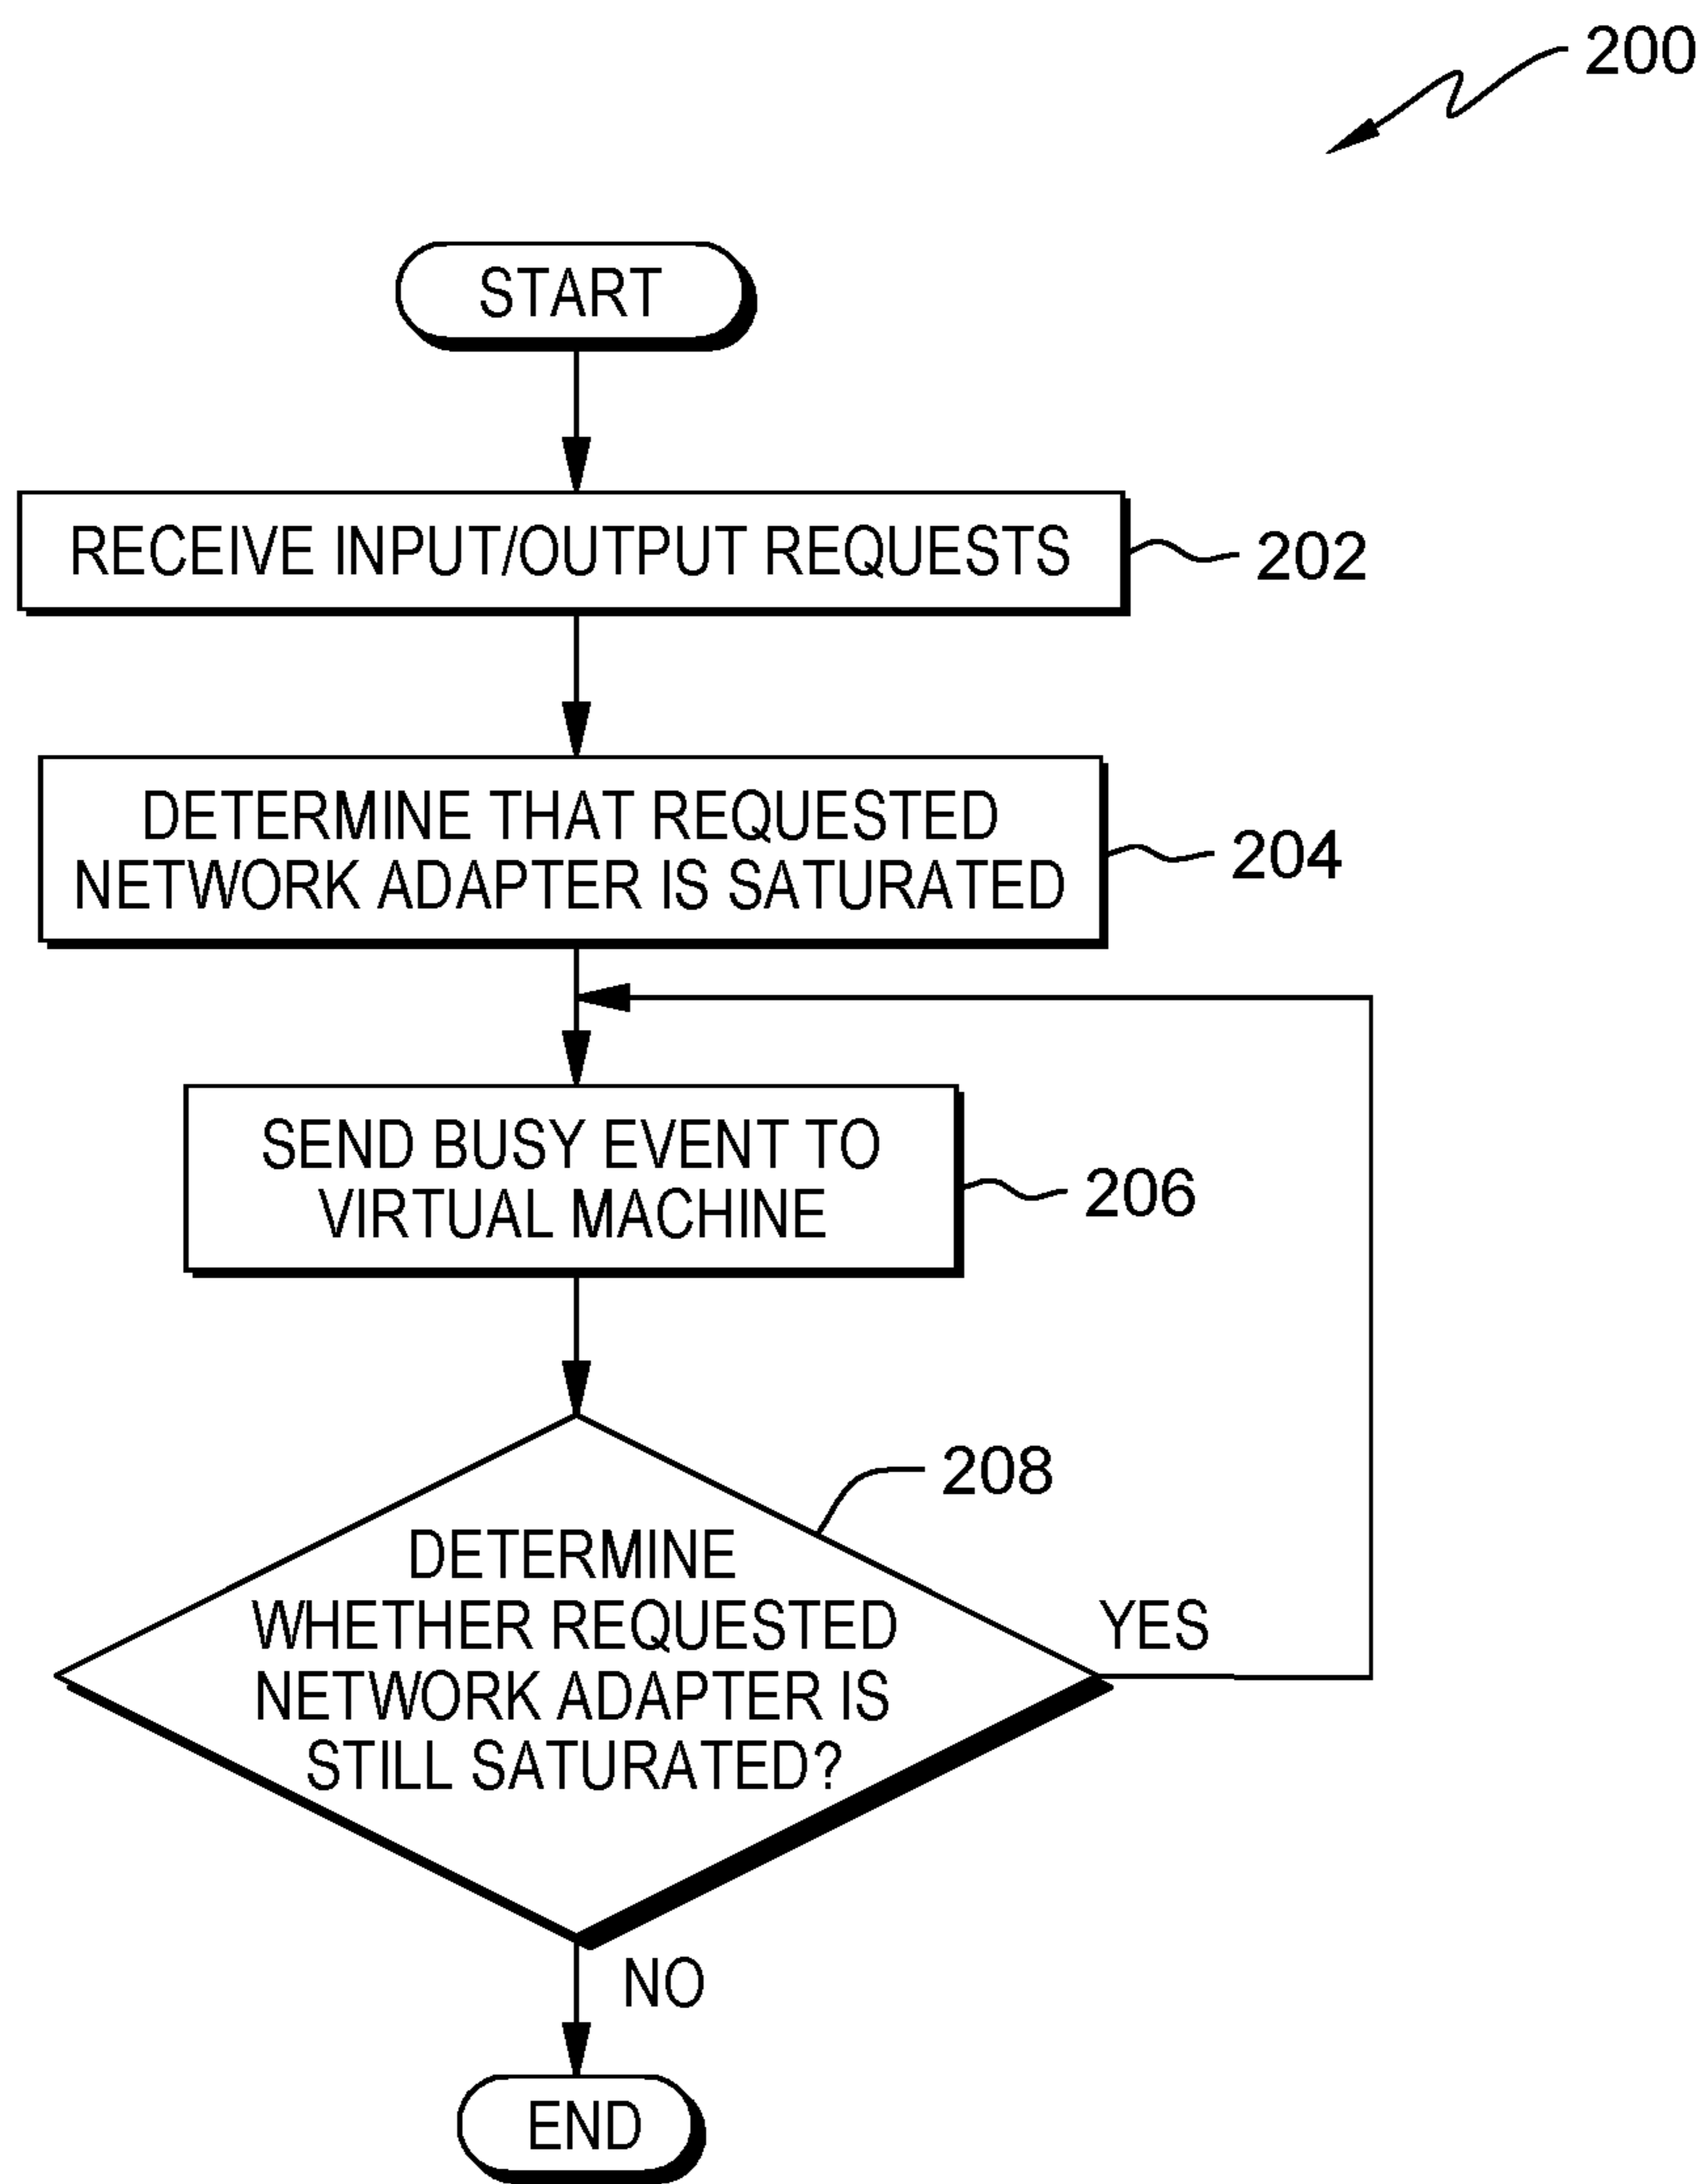 200
START
RECEIVE INPUT/OUTPUT REQUESTS
202
DETERMINE THAT REQUESTED
NETWORK ADAPTER IS SATURATED
204
SEND BUSY EVENT TO
VIRTUAL MACHINE
206
208
DETERMINE
WHETHER REQUESTED
NETWORK ADAPTER IS
STILL SATURATED?
YES
NO
END